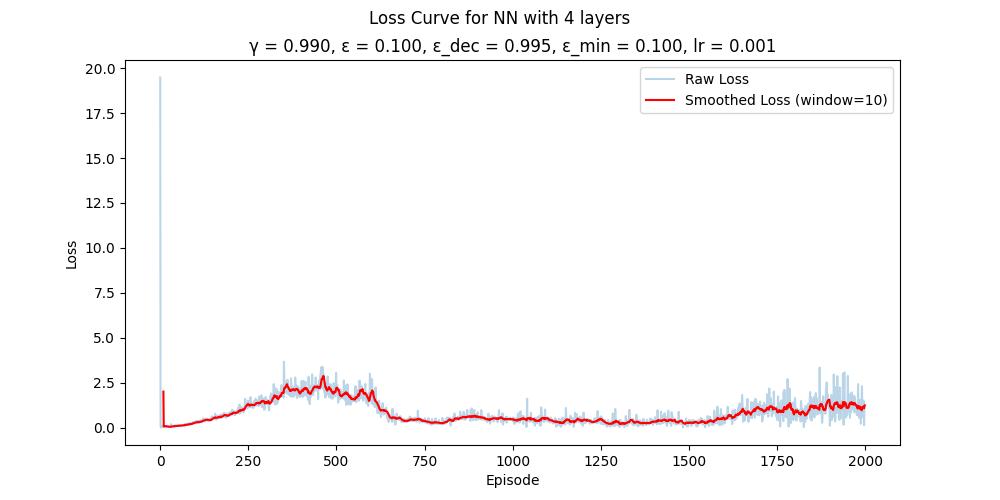 Loss Curve for NN with 4 layers
γ = 0.990, ε = 0.100, ε_dec = 0.995, ε_min = 0.100, lr = 0.001
Raw Loss
Smoothed Loss (window=10)
20.0
17.5
15.0
12.5
10.0
7.5
5.0
2.5
0.0
Loss
0 250 500 750 1000 1250 1500 1750 2000
Episode